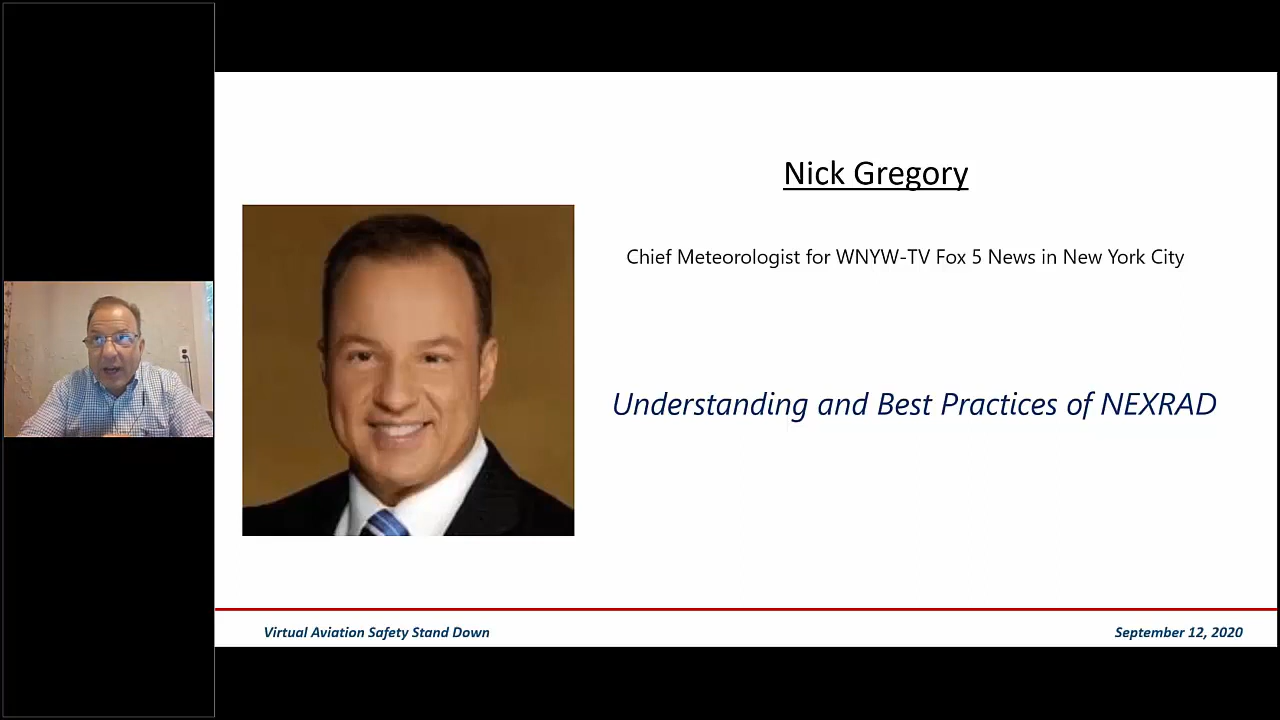 Nick Gregory
Chief Meteorologist for WNYW-TV Fox 5 News in New York City
Understanding and Best Practices of NEXRAD
Virtual Aviation Safety Stand Down
September 12, 2020